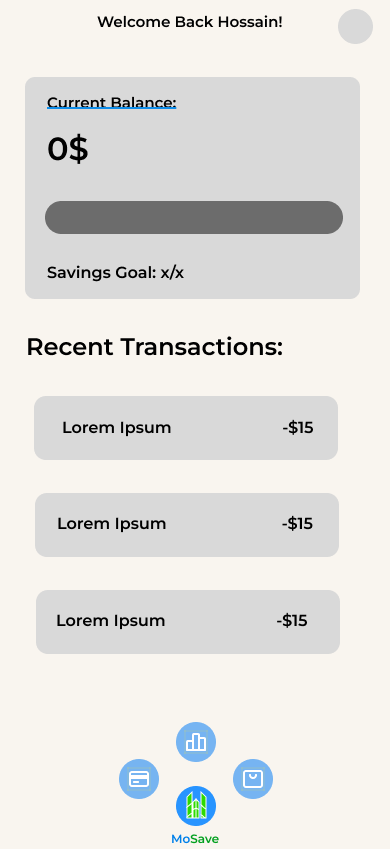 Welcome Back Hossain!
Current Balance:
0$
Savings Goal: x/x
Recent Transactions:
Lorem Ipsum -$15
Lorem Ipsum -$15
Lorem Ipsum -$15
MoSave